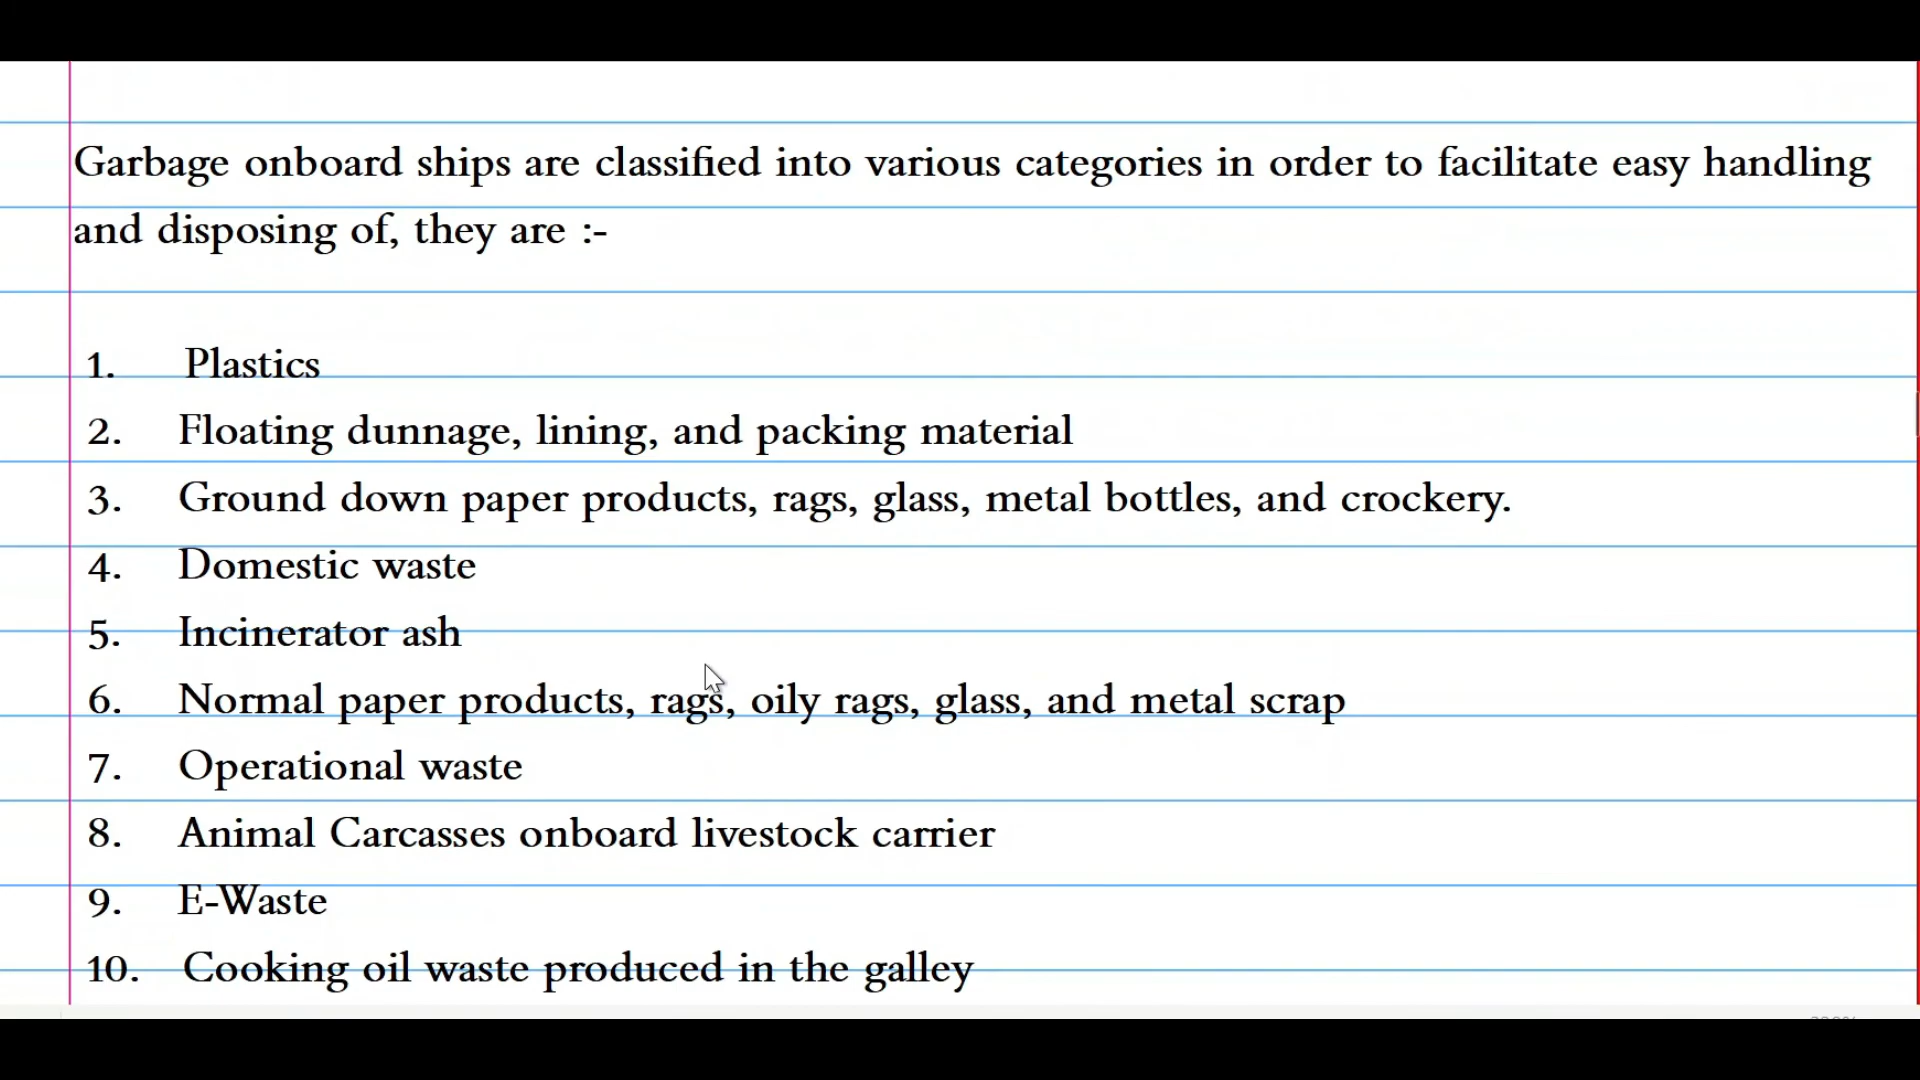 Garbage onboard ships are classified into various categories in order to facilitate easy handling
and disposing of, they are :-
1. Plastics
2. Floating dunnage, lining, and packing material
3. Ground down paper products, rags, glass, metal bottles, and crockery.
4. Domestic waste
5. Incinerator ash
6. Normal paper products, rags, oily rags, glass, and metal scrap
7. Operational waste
8. Animal Carcasses onboard livestock carrier
9. E-Waste
10. Cooking oil waste produced in the galley